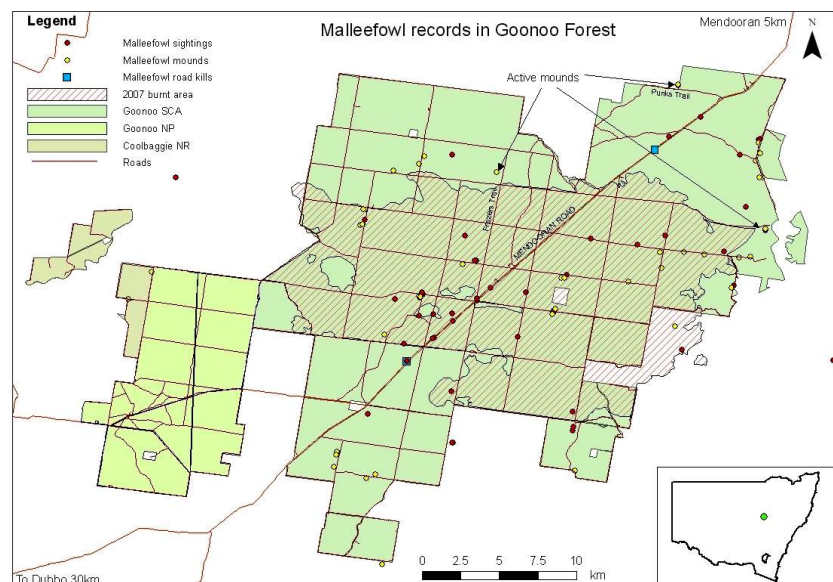 Legend
Malleefowl sightings
Malleefowl mounds
Malleefowl road kills
2007 burnt area
Goonoo SCA
Goonoo NP
Coolbaggie NR
Roads
Malleefowl records in Goonoo Forest
Mendooran 5km
N
Active mounds
Punks Trail
Frosters Trail
MENDOORAN ROAD
To Dubbo 30km
0 2.5 5 7.5 10
km